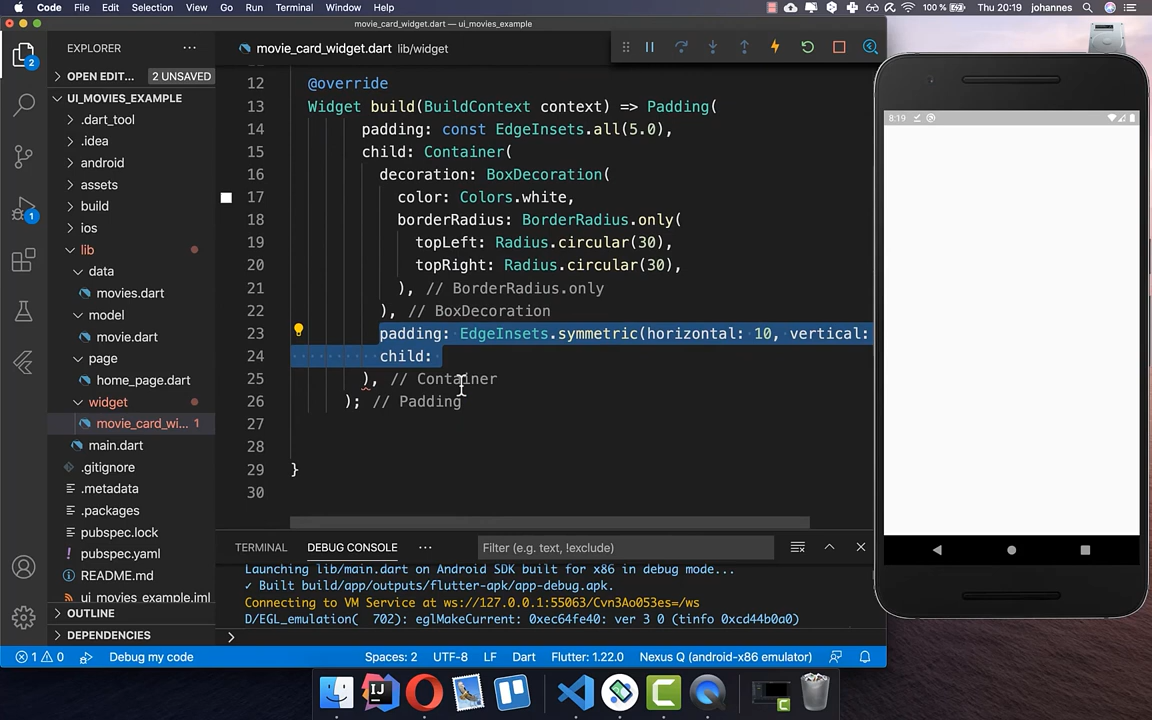 Code File Edit Selection View Go Run Terminal Window Help 100 % Thu 20:19 johannes
movie_card_widget.dart — ui_movies_example
EXPLORER
OPEN EDIT... 2 UNSAVED
UI_MOVIES_EXAMPLE
.dart_tool
.idea
android
assets
build
ios
lib
data
movies.dart
model
movie.dart
page
home_page.dart
widget
movie_card_wi... 1
main.dart
.gitignore
.metadata
.packages
pubspec.lock
pubspec.yaml
README.md
ui_movies_example.iml
OUTLINE
DEPENDENCIES
2
1
movie_card_widget.dart lib/widget
12 @override
13 Widget build(BuildContext context) => Padding(
14 padding: const EdgeInsets.all(5.0),
15 child: Container(
16 decoration: BoxDecoration(
17 color: Colors.white,
18 borderRadius: BorderRadius.only(
19 topLeft: Radius.circular(30),
20 topRight: Radius.circular(30),
21 ), // BorderRadius.only
22 ), // BoxDecoration
23 padding: EdgeInsets.symmetric(horizontal: 10, vertical:
24 child:
25 ), // Container
26 ); // Padding
27
28
29 }
30
TERMINAL DEBUG CONSOLE ... Filter (e.g. text, !exclude)
Launching lib/main.dart on Android SDK built for x86 in debug mode...
✓ Built build/app/outputs/flutter-apk/app-debug.apk.
Connecting to VM Service at ws://127.0.0.1:55063/Cvn3Ao053es=/ws
D/EGL_emulation( 702): eglMakeCurrent: 0xec64fe40: ver 3 0 (tinfo 0xcd44b0a0)
>
1 0 Debug my code Spaces: 2 UTF-8 LF Dart Flutter: 1.22.0 Nexus Q (android-x86 emulator)
8:19